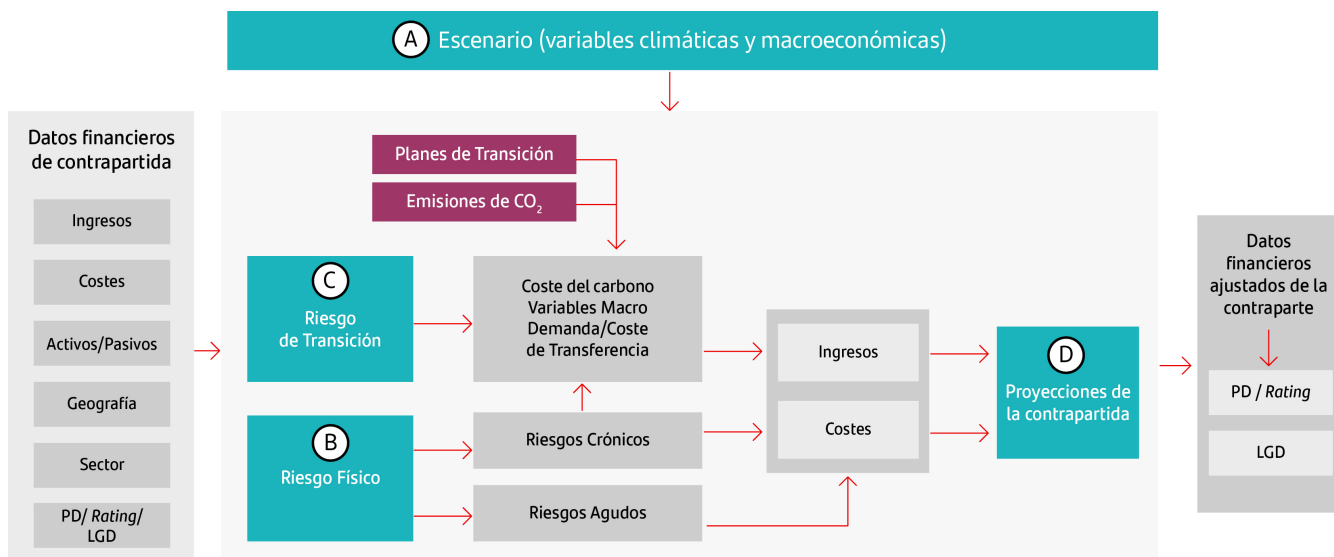 A Escenario (variables climáticas y macroeconómicas)
Datos financieros
de contrapartida
Ingresos
Costes
Activos/Pasivos
Geografía
Sector
PD/ Rating/
LGD
Planes de Transición
Emisiones de CO₂
C
Riesgo
de Transición
Coste del carbono
Variables Macro
Demanda/Coste
de Transferencia
B
Riesgo Físico
Riesgos Crónicos
Riesgos Agudos
Ingresos
Costes
D
Proyecciones de
la contrapartida
Datos
financieros
ajustados de la
contraparte
PD / Rating
LGD